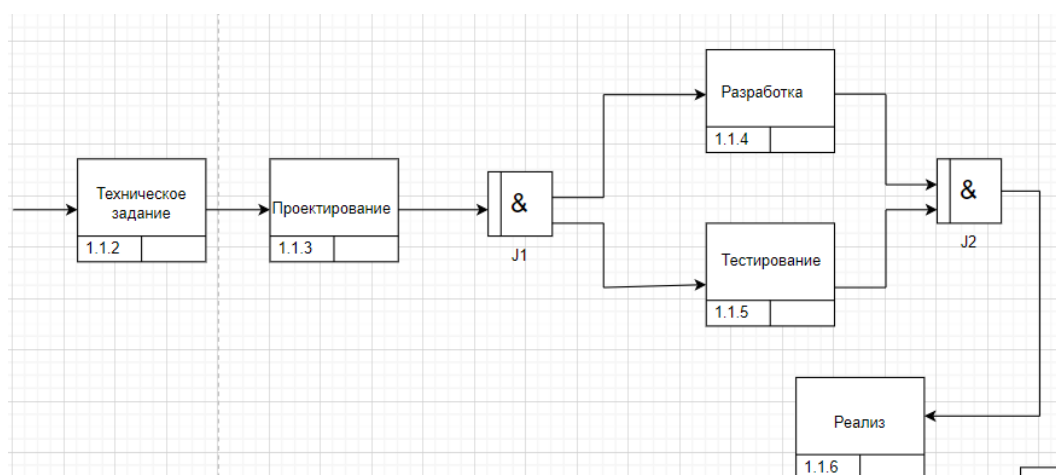 Техническое
задание
1.1.2
Проектирование
1.1.3
&
J1
Разработка
1.1.4
Тестирование
1.1.5
&
J2
Реализ
1.1.6